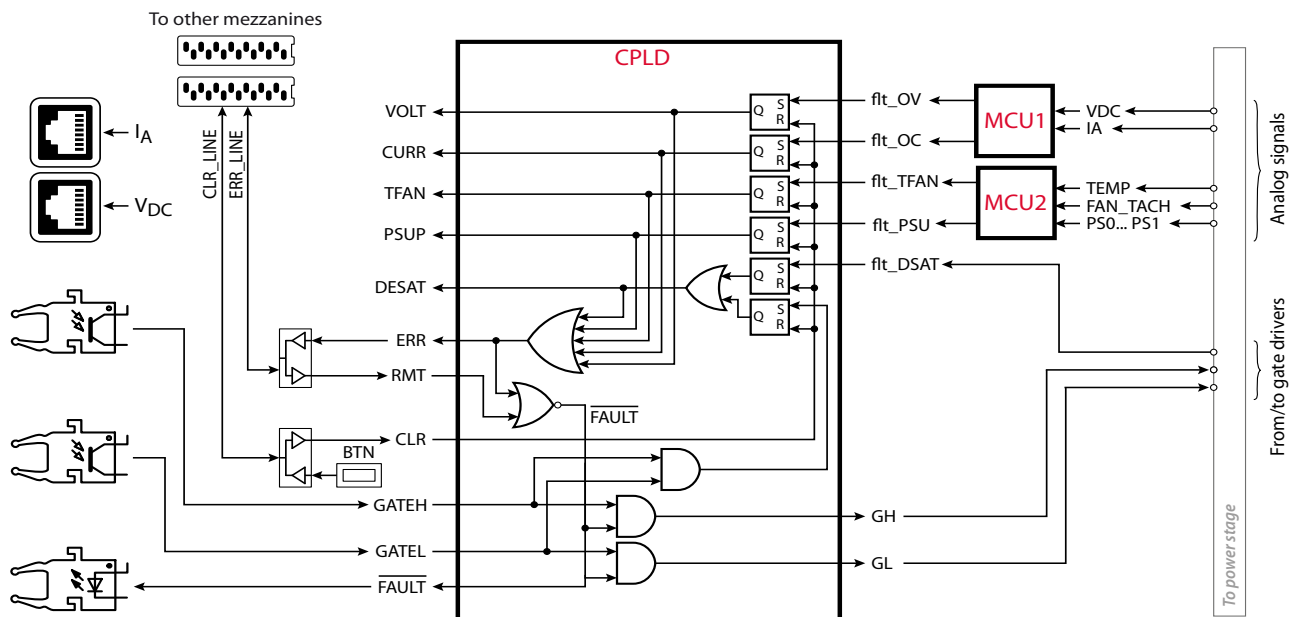 To other mezzanines
CPLD
I_A
V_DC
CLR_LINE
ERR_LINE
VOLT
CURR
TFAN
PSUP
DESAT
ERR
RMT
CLR
BTN
GATEH
GATEL
FAULT
Q S R
Q S R
Q S R
Q S R
Q S R
Q S R
FAULT
flt_OV
flt_OC
flt_TFAN
flt_PSU
flt_DSAT
GH
GL
MCU1
MCU2
VDC
IA
TEMP
FAN_TACH
PS0... PS1
Analog signals
From/to gate drivers
To power stage